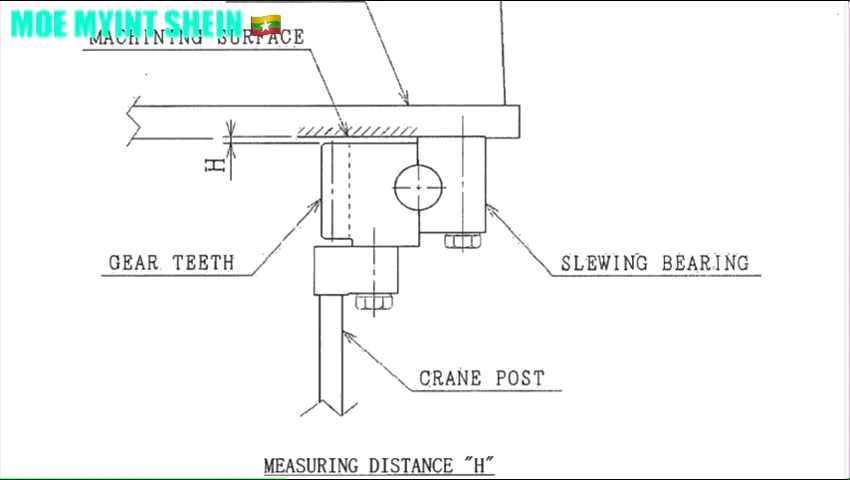 MOE MYINT SHEIN
MACHINING SURFACE
H
GEAR TEETH
SLEWING BEARING
CRANE POST
MEASURING DISTANCE "H"